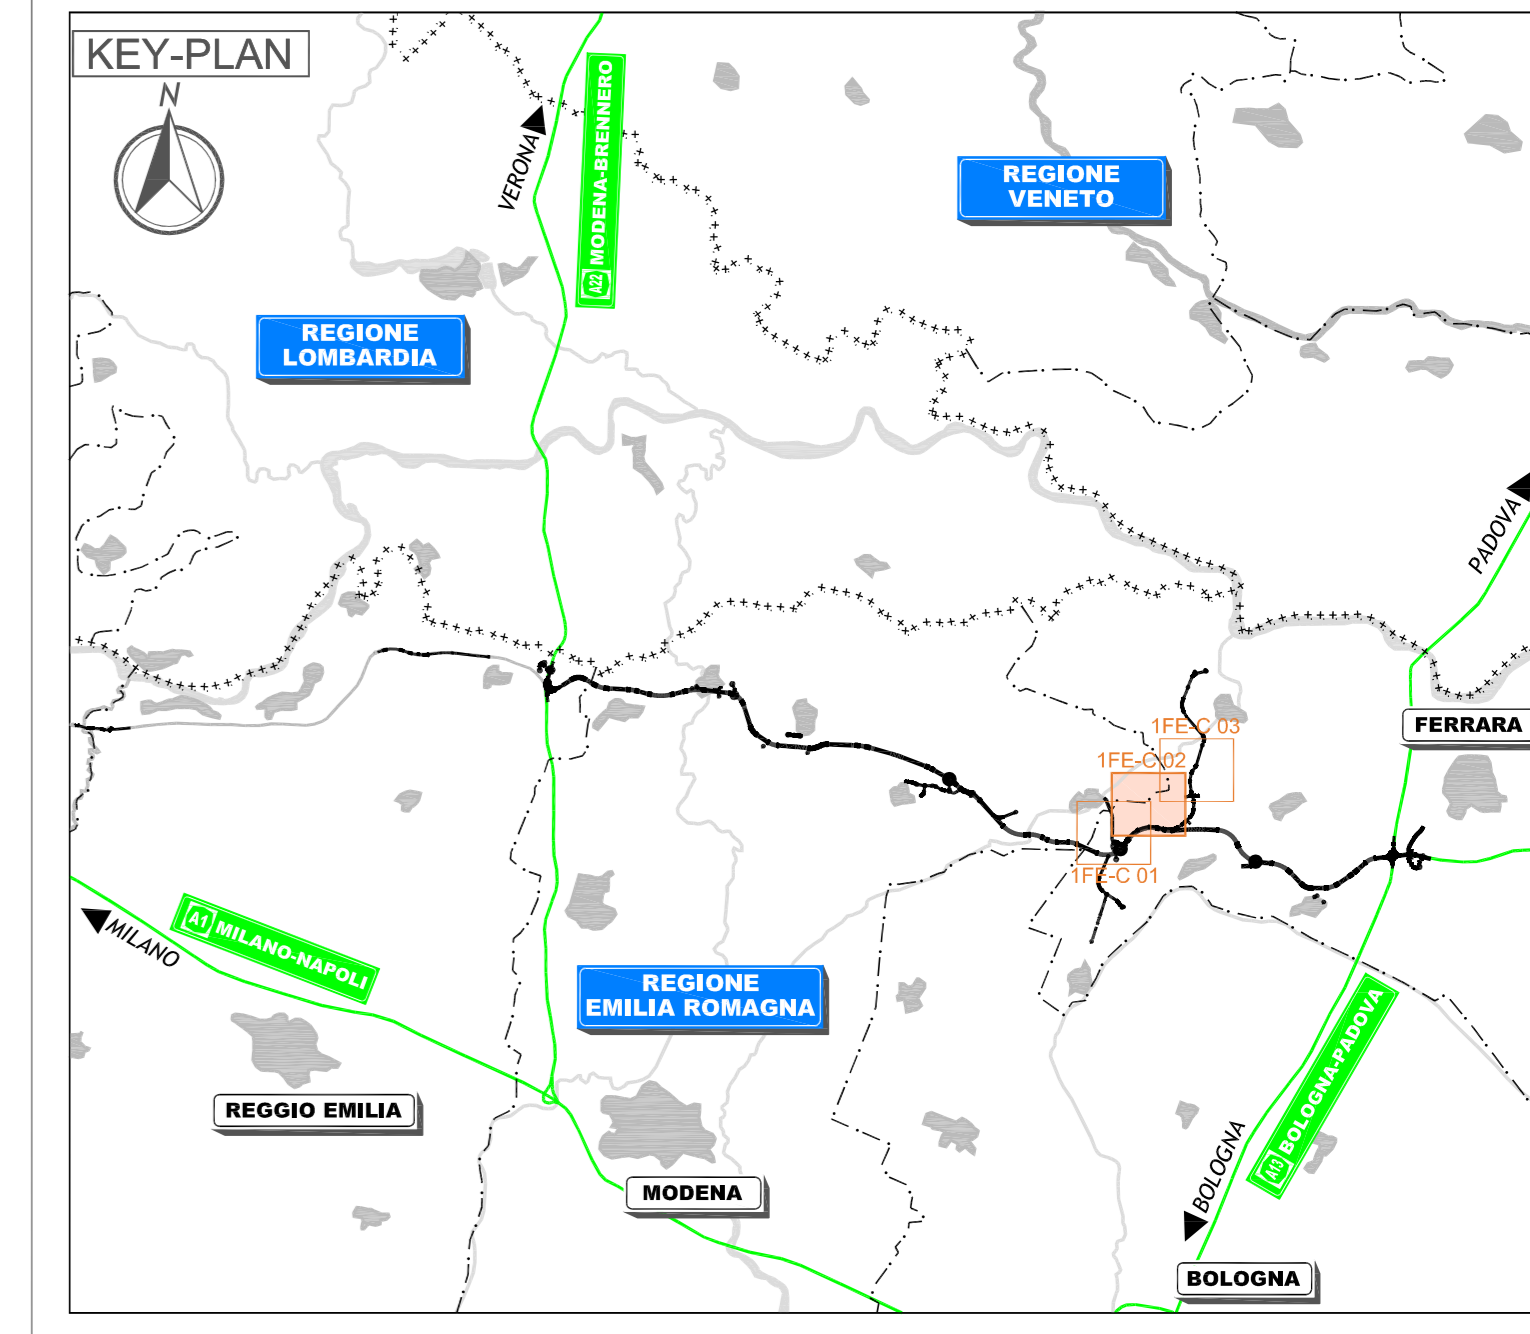 KEY-PLAN
N
VERONA
A22 MODENA-BRENNERO
REGIONE
VENETO
REGIONE
LOMBARDIA
PADOVA
FERRARA
1FE-C 03
1FE-C 02
1FE-C 01
A1 MILANO-NAPOLI
MILANO
REGIONE
EMILIA ROMAGNA
A13 BOLOGNA-PADOVA
REGGIO EMILIA
MODENA
BOLOGNA
BOLOGNA